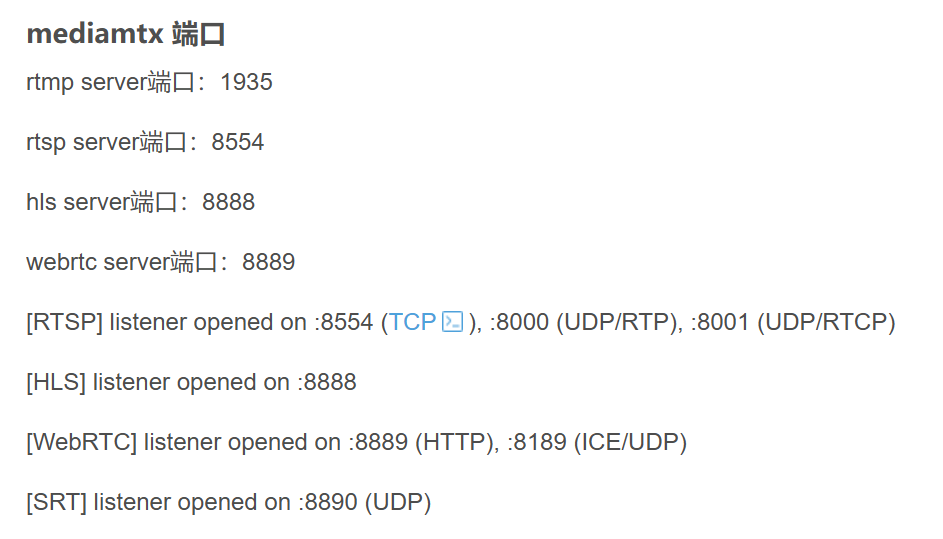 mediamtx 端口
rtmp server端口：1935
rtsp server端口：8554
hls server端口：8888
webrtc server端口：8889
[RTSP] listener opened on :8554 (TCP), :8000 (UDP/RTP), :8001 (UDP/RTCP)
[HLS] listener opened on :8888
[WebRTC] listener opened on :8889 (HTTP), :8189 (ICE/UDP)
[SRT] listener opened on :8890 (UDP)